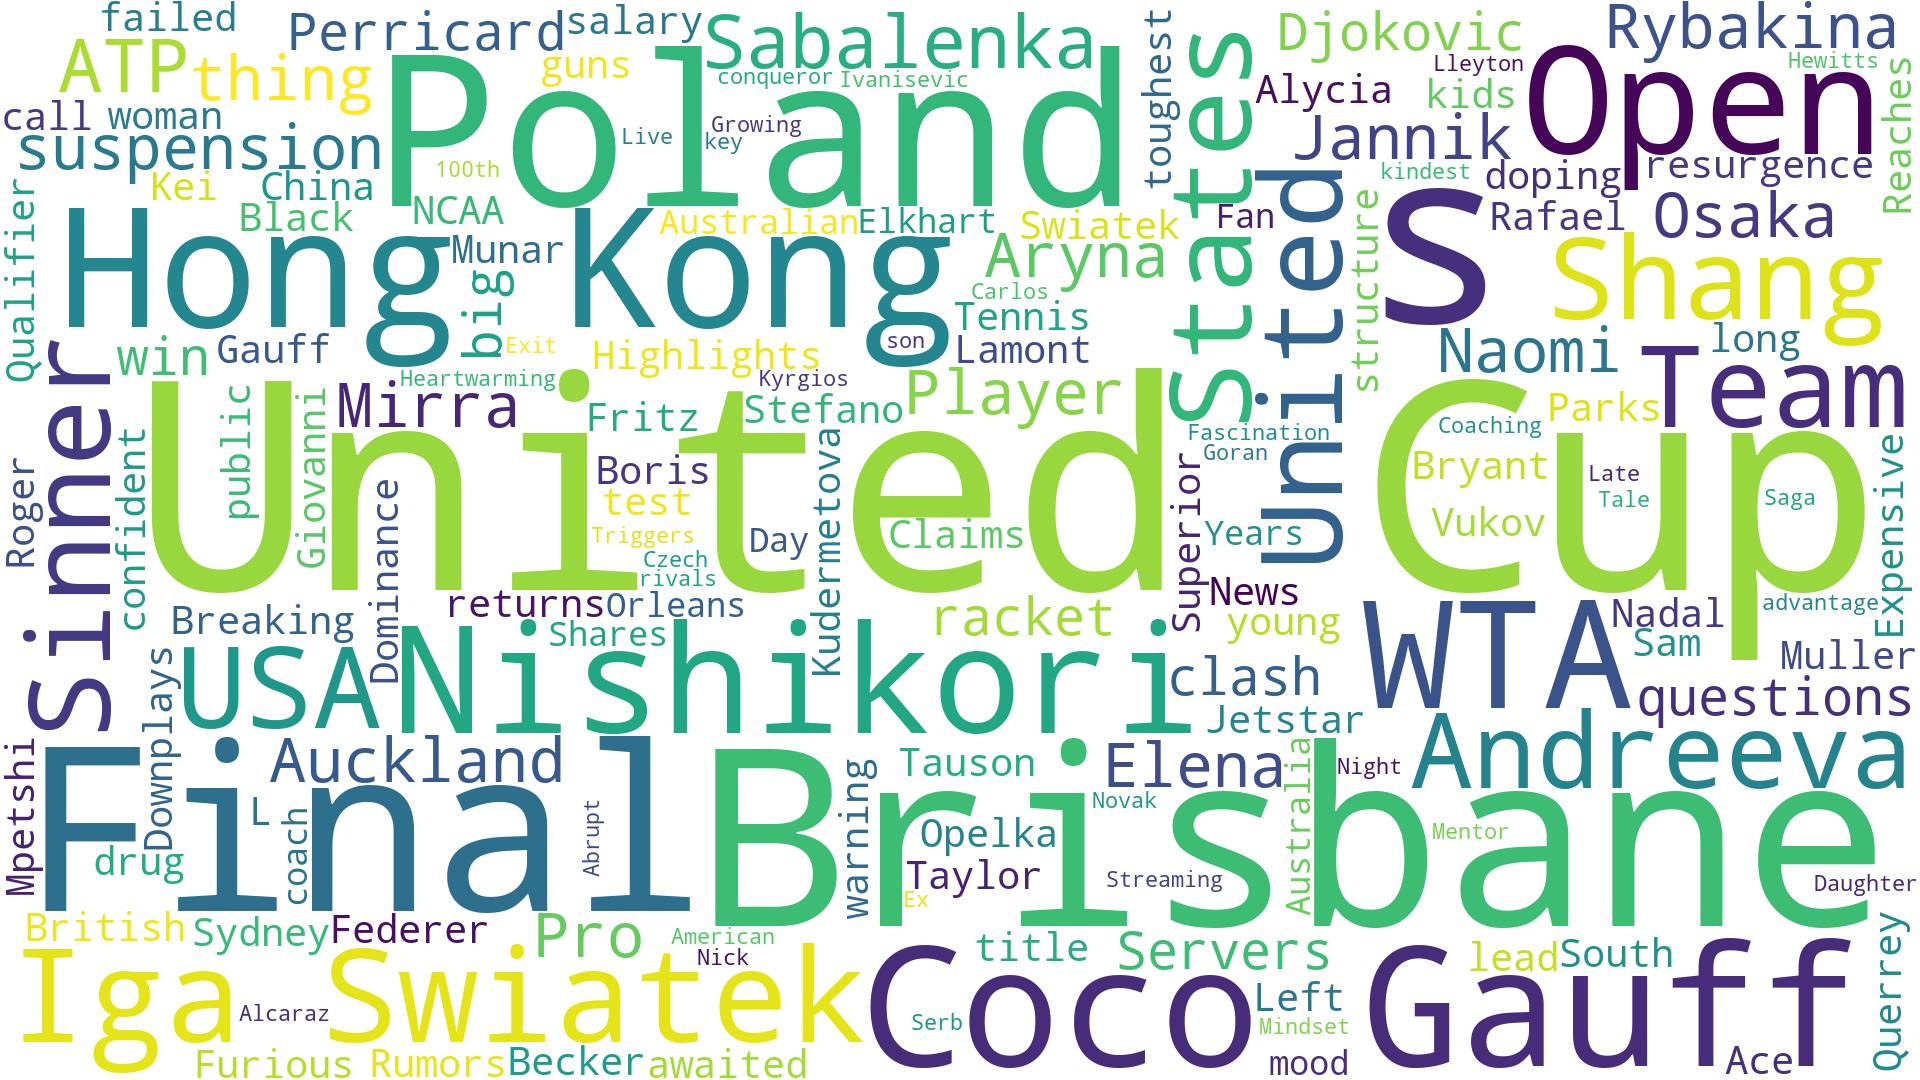 failed
Perricard
salary
Sabalenka
toughest
Djokovic
Rybakina
ATP
thing
guns
conqueror
Ivanisevic
States
Lleyton
Open
Hewitts
Reaches
call
woman
Poland
Live
Growing
key
Alycia
kids
suspension
100th
Jannik
kindest
doping
resurgence
Qualifier
Kei
China
Black
NCAA
Australian
Elkhart
Swiatek
Fan
United
structure
S
Rafael
Osaka
Hong Kong
Munar
big
Aryna
Carlos
Tennis
Shang
Sinner
win
Gauff
Exit
Highlights
son
Lamont
Naomi
long
Team
Heartwarming
Kyrgios
public
Giovanni
Mirra
Fritz
Stefano
Player
Parks
United Cup
Fascination
Goran
Coaching
Roger
confident
Dominance
Boris
test
Triggers
Day
Kudermetova
Claims
Superior
Years
Bryant
Late
Tale
Saga
Vukov
Expensive
Czech
rivals
News
Breaking
returns
Orleans
Shares
racket
young
WTA
Nadal
advantage
Sam
Muller
Downplays
USA
Nishikori
clash
Jetstar
questions
Mpetshi
Auckland
Tauson
Elena
Australia
Night
Andreeva
Final
L
coach
Abrupt
Brisbane
warning
Novak
Opelka
Mentor
drug
Taylor
Streaming
Ex
Daughter
British
Sydney
Federer
Pro
American
Nick
title
Servers
lead
South
Querrey
Iga Swiatek
Alcaraz
Coco Gauff
Serb
Left
Mindset
Furious
Rumors
Becker
awaited
mood
Ace